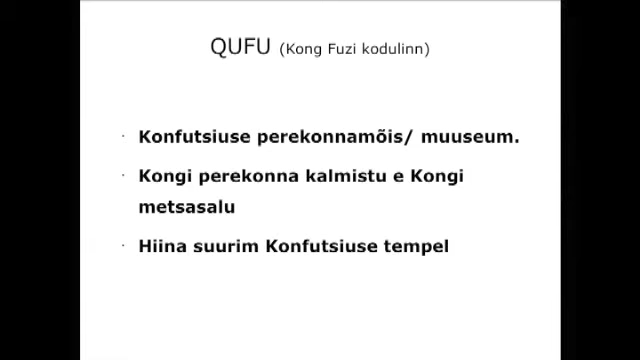 QUFU (Kong Fuzi kodulinn)
· Konfutsiuse perekonnamõis/ muuseum.
· Kongi perekonna kalmistu e Kongi
metsasalu
· Hiina suurim Konfutsiuse tempel